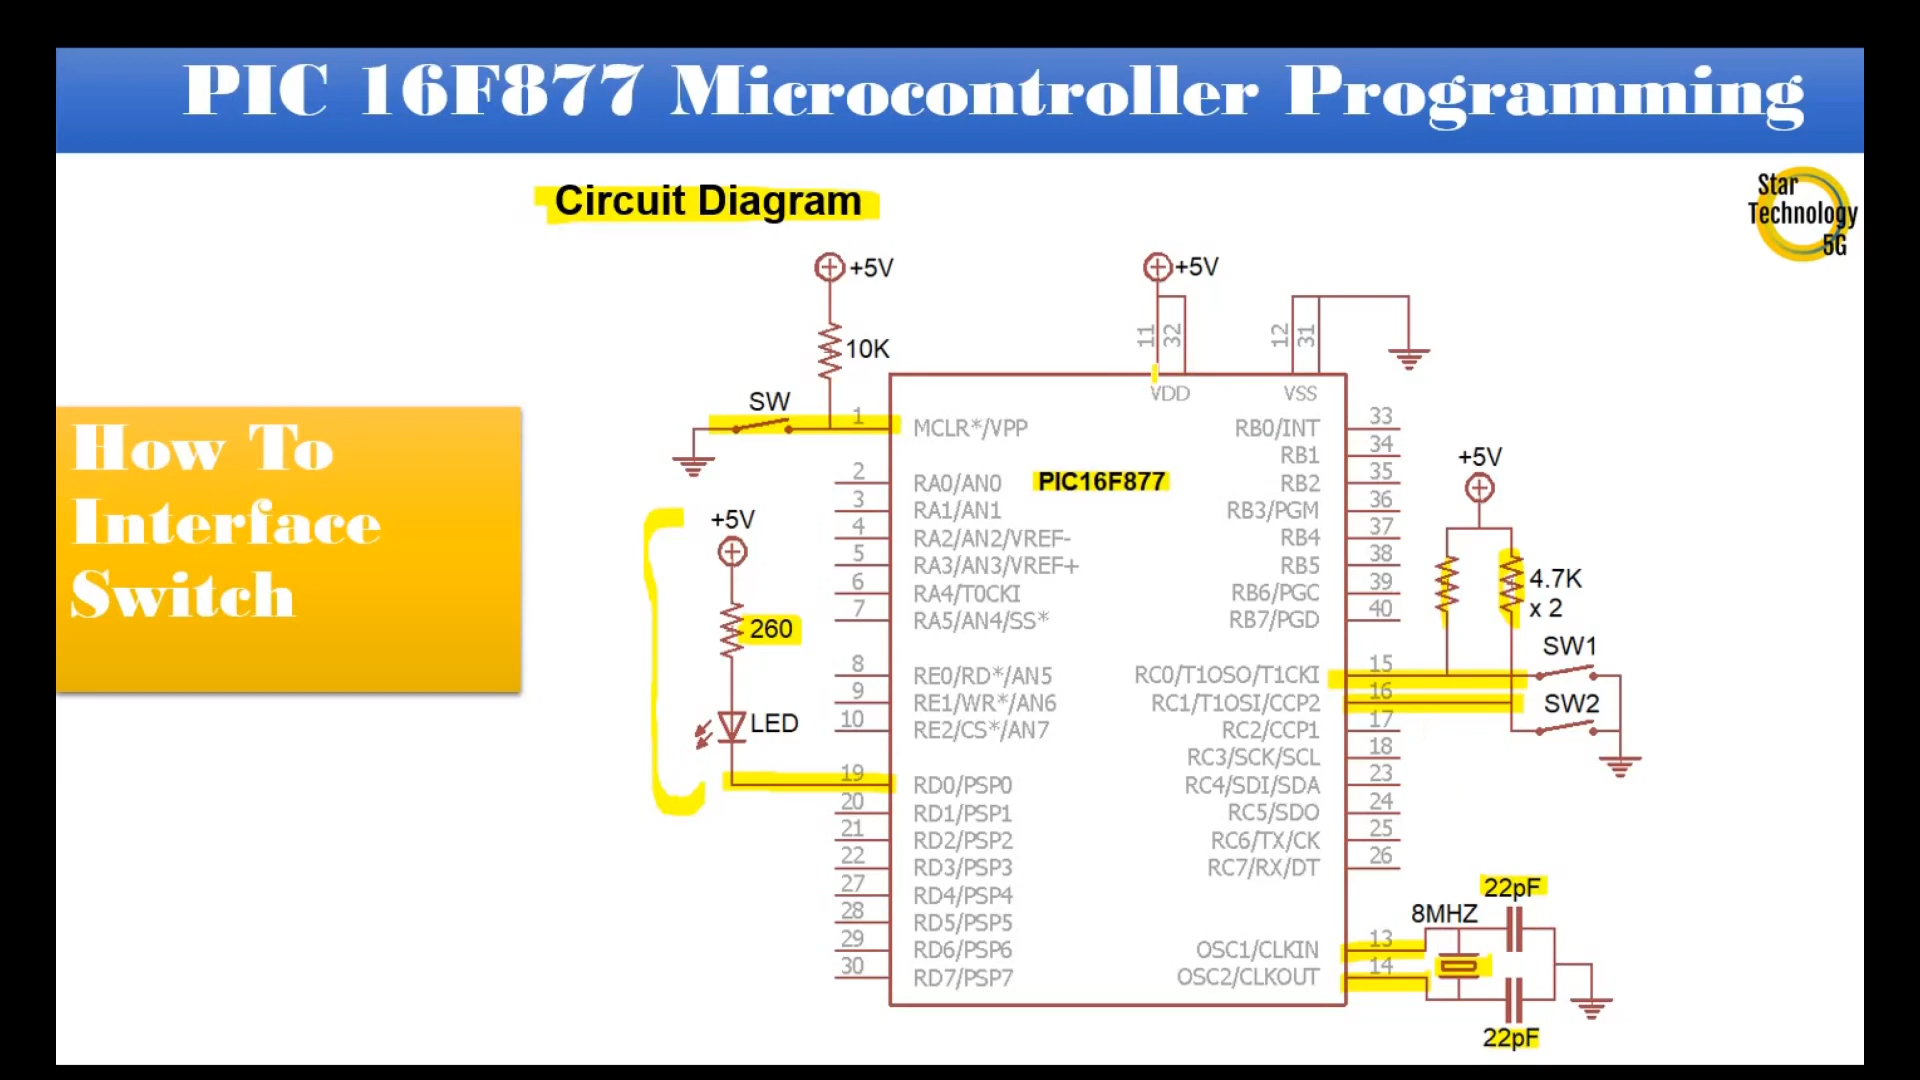 PIC 16F877 Microcontroller Programming
Circuit Diagram
Star
Technology
5G
How To
Interface
Switch
+5V
10K
SW
+5V
260
LED
+5V
11
32
12
31
VDD
VSS
PIC16F877
1 MCLR*/VPP
2 RA0/AN0
3 RA1/AN1
4 RA2/AN2/VREF-
5 RA3/AN3/VREF+
6 RA4/T0CKI
7 RA5/AN4/SS*
8 RE0/RD*/AN5
9 RE1/WR*/AN6
10 RE2/CS*/AN7
19 RD0/PSP0
20 RD1/PSP1
21 RD2/PSP2
22 RD3/PSP3
27 RD4/PSP4
28 RD5/PSP5
29 RD6/PSP6
30 RD7/PSP7
RB0/INT 33
RB1 34
RB2 35
RB3/PGM 36
RB4 37
RB5 38
RB6/PGC 39
RB7/PGD 40
RC0/T1OSO/T1CKI 15
RC1/T1OSI/CCP2 16
RC2/CCP1 17
RC3/SCK/SCL 18
RC4/SDI/SDA 23
RC5/SDO 24
RC6/TX/CK 25
RC7/RX/DT 26
OSC1/CLKIN 13
OSC2/CLKOUT 14
+5V
4.7K
x 2
SW1
SW2
22pF
8MHZ
22pF